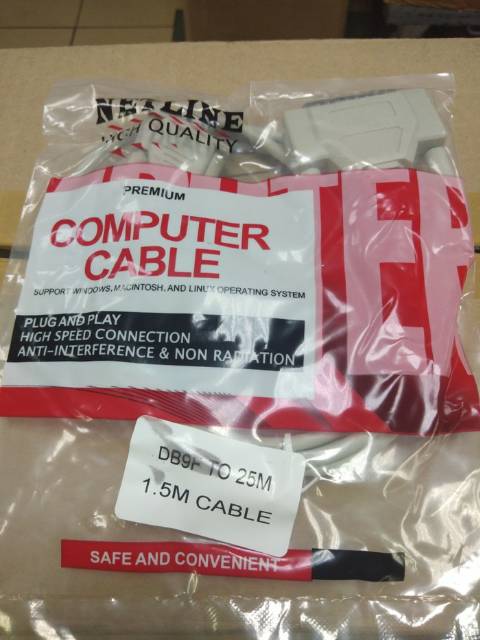 NETLINE
HIGH QUALITY
PREMIUM
COMPUTER
CABLE
SUPPORT WINDOWS, MACINTOSH, AND LINUX OPERATING SYSTEM
PLUG AND PLAY
HIGH SPEED CONNECTION
ANTI-INTERFERENCE & NON RADIATION
DB9F TO 25M
1.5M CABLE
SAFE AND CONVENIENT